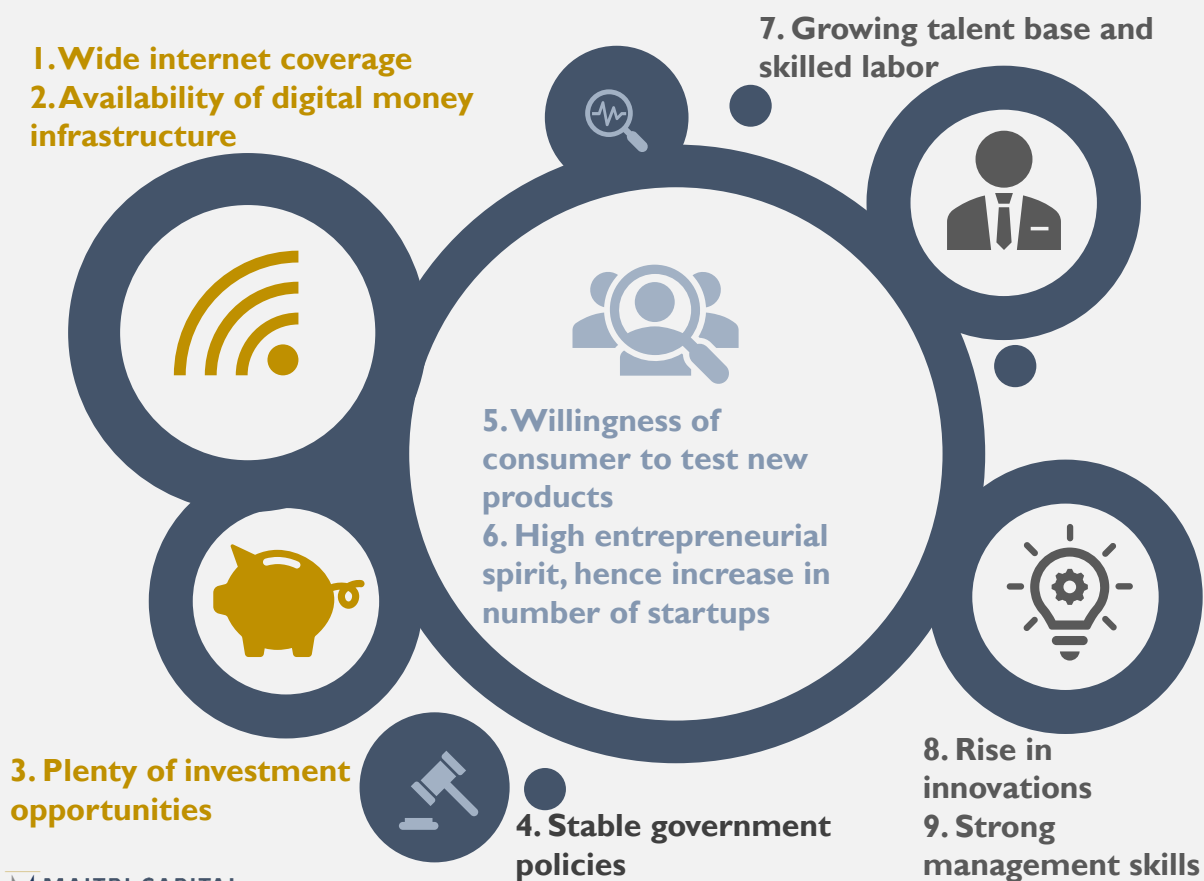 1. Wide internet coverage
2. Availability of digital money
infrastructure
7. Growing talent base and
skilled labor
5. Willingness of
consumer to test new
products
6. High entrepreneurial
spirit, hence increase in
number of startups
3. Plenty of investment
opportunities
4. Stable government
policies
8. Rise in
innovations
9. Strong
management skills
MAITRI CAPITAL